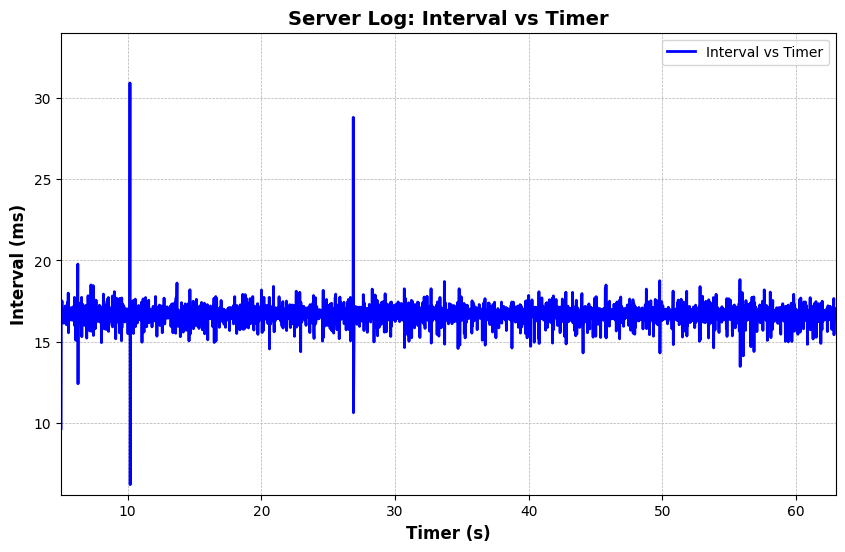 Server Log: Interval vs Timer
Interval vs Timer
Interval (ms)
30
25
20
15
10
10 20 30 40 50 60
Timer (s)